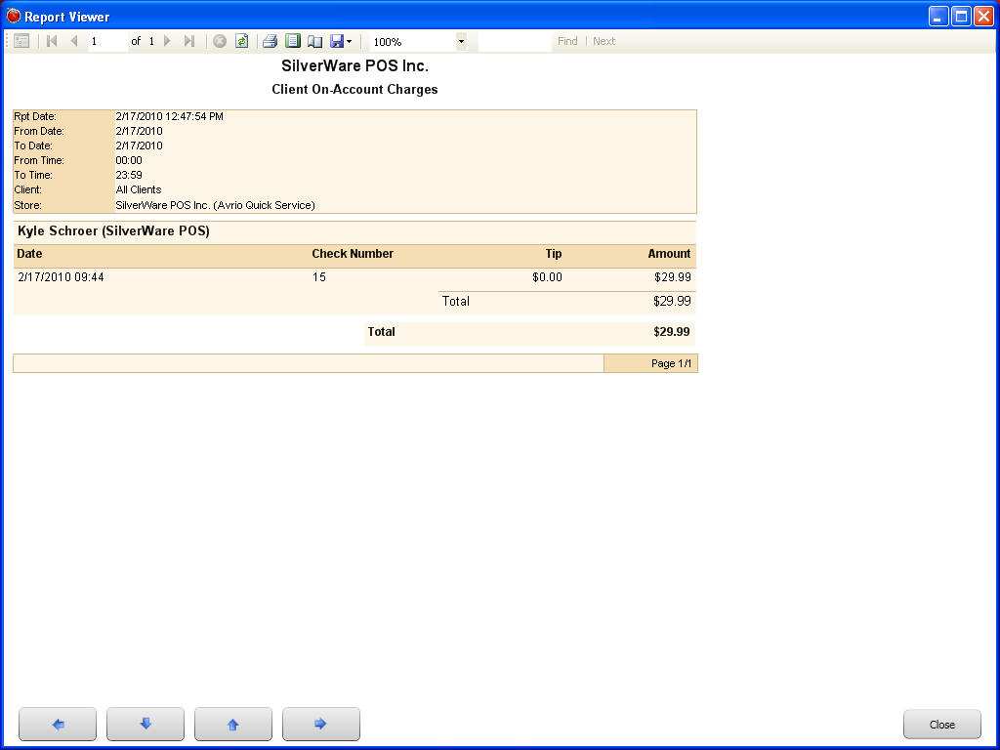 Report Viewer
1 of 1 100% Find Next
SilverWare POS Inc.
Client On-Account Charges
Rpt Date: 2/17/2010 12:47:54 PM
From Date: 2/17/2010
To Date: 2/17/2010
From Time: 00:00
To Time: 23:59
Client: All Clients
Store: SilverWare POS Inc. (Avrio Quick Service)
Kyle Schroer (SilverWare POS)
Date Check Number Tip Amount
2/17/2010 09:44 15 $0.00 $29.99
Total $29.99
Total $29.99
Page 1/1
Close